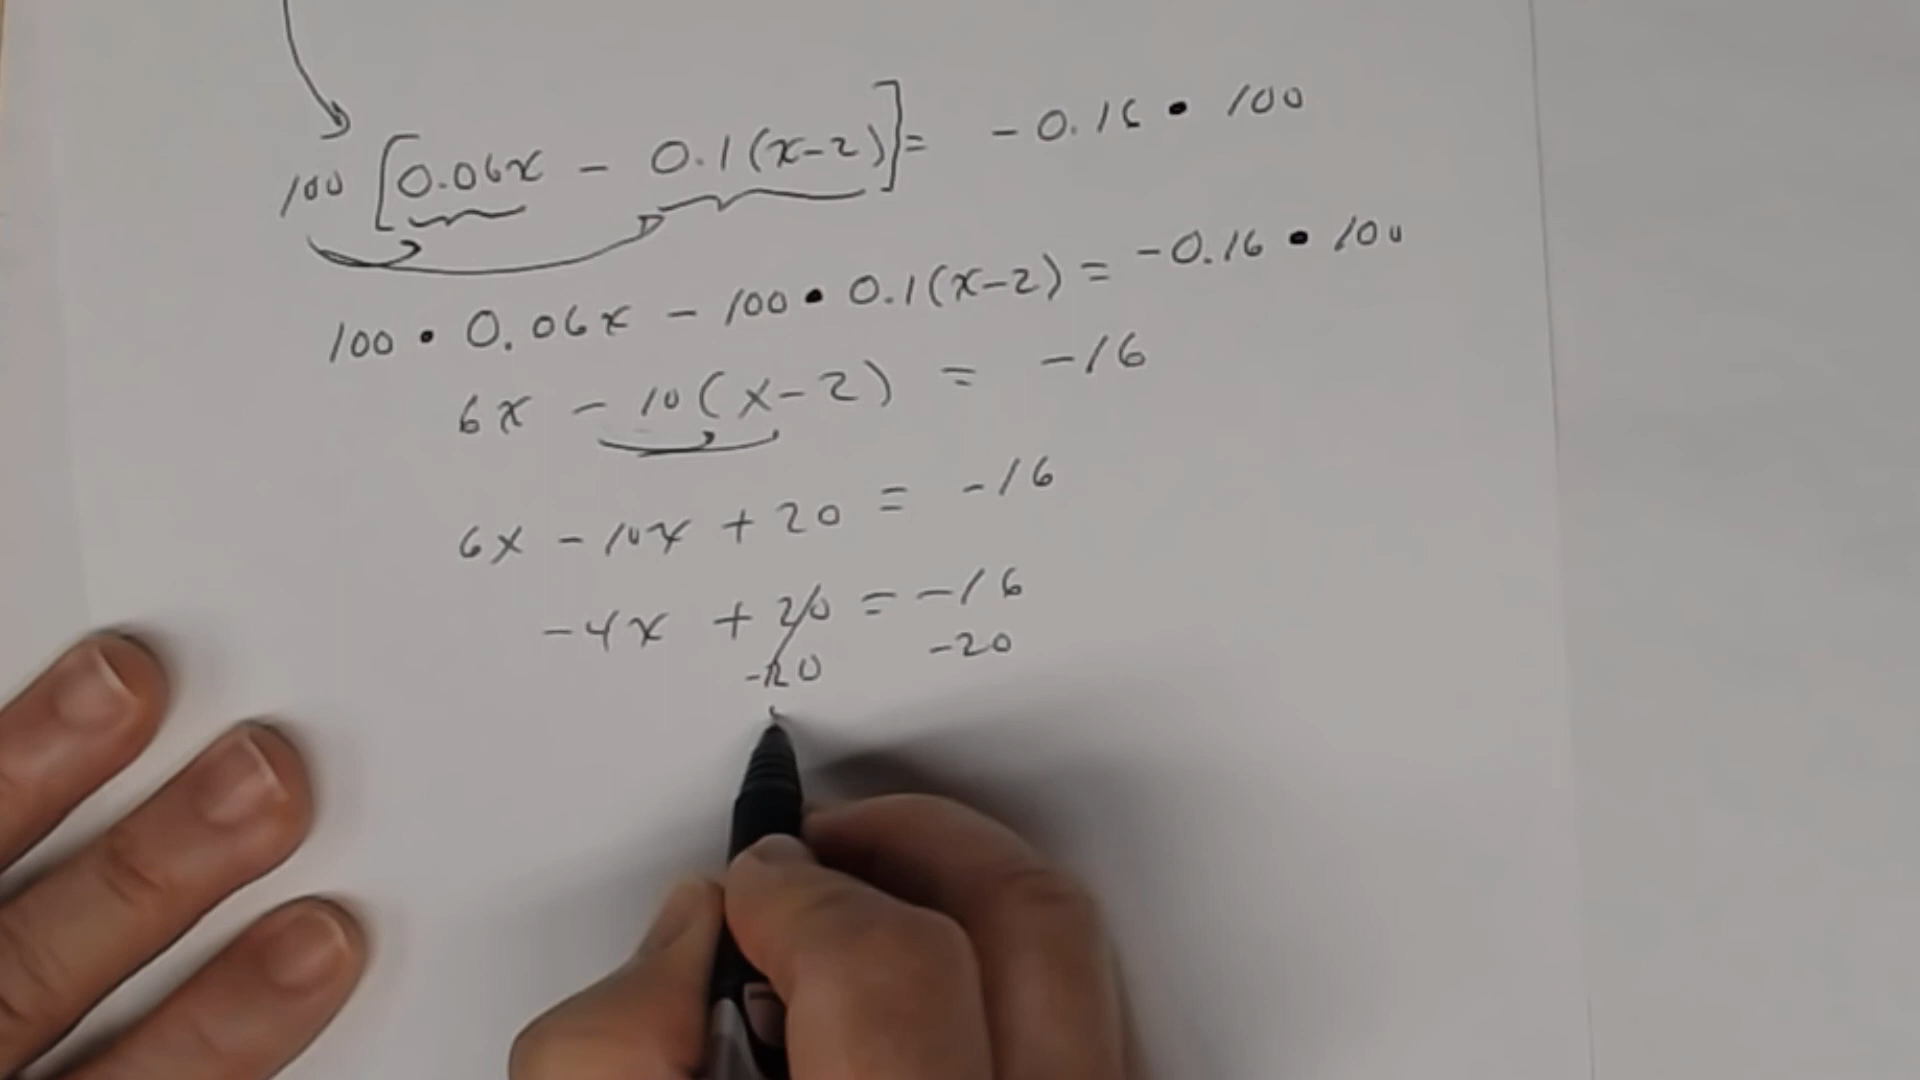 100 [0.06x - 0.1(x-2)] = -0.16 • 100
100 • 0.06x - 100 • 0.1(x-2) = -0.16 • 100
6x - 10(x-2) = -16
6x - 10x + 20 = -16
-4x + 20 = -16
-20 -20